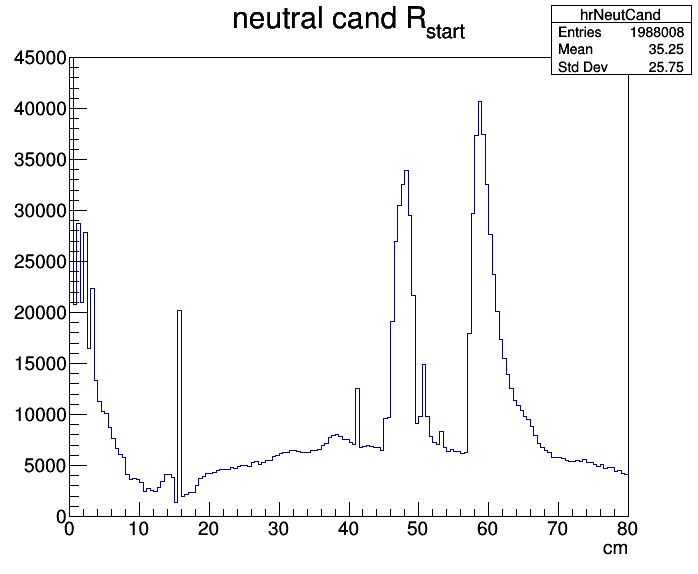 neutral cand Rstart
hrNeutCand
Entries 1988008
Mean 35.25
Std Dev 25.75
45000
40000
35000
30000
25000
20000
15000
10000
5000
0
0 10 20 30 40 50 60 70 80
cm